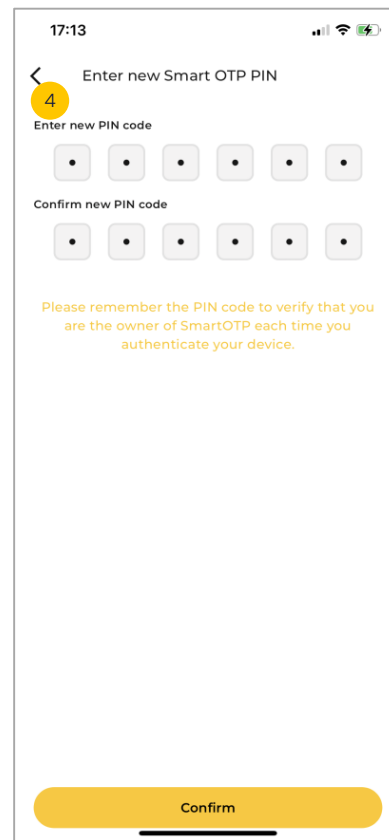 17:13
Enter new Smart OTP PIN
4
Enter new PIN code
Confirm new PIN code
Please remember the PIN code to verify that you
are the owner of SmartOTP each time you
authenticate your device.
Confirm